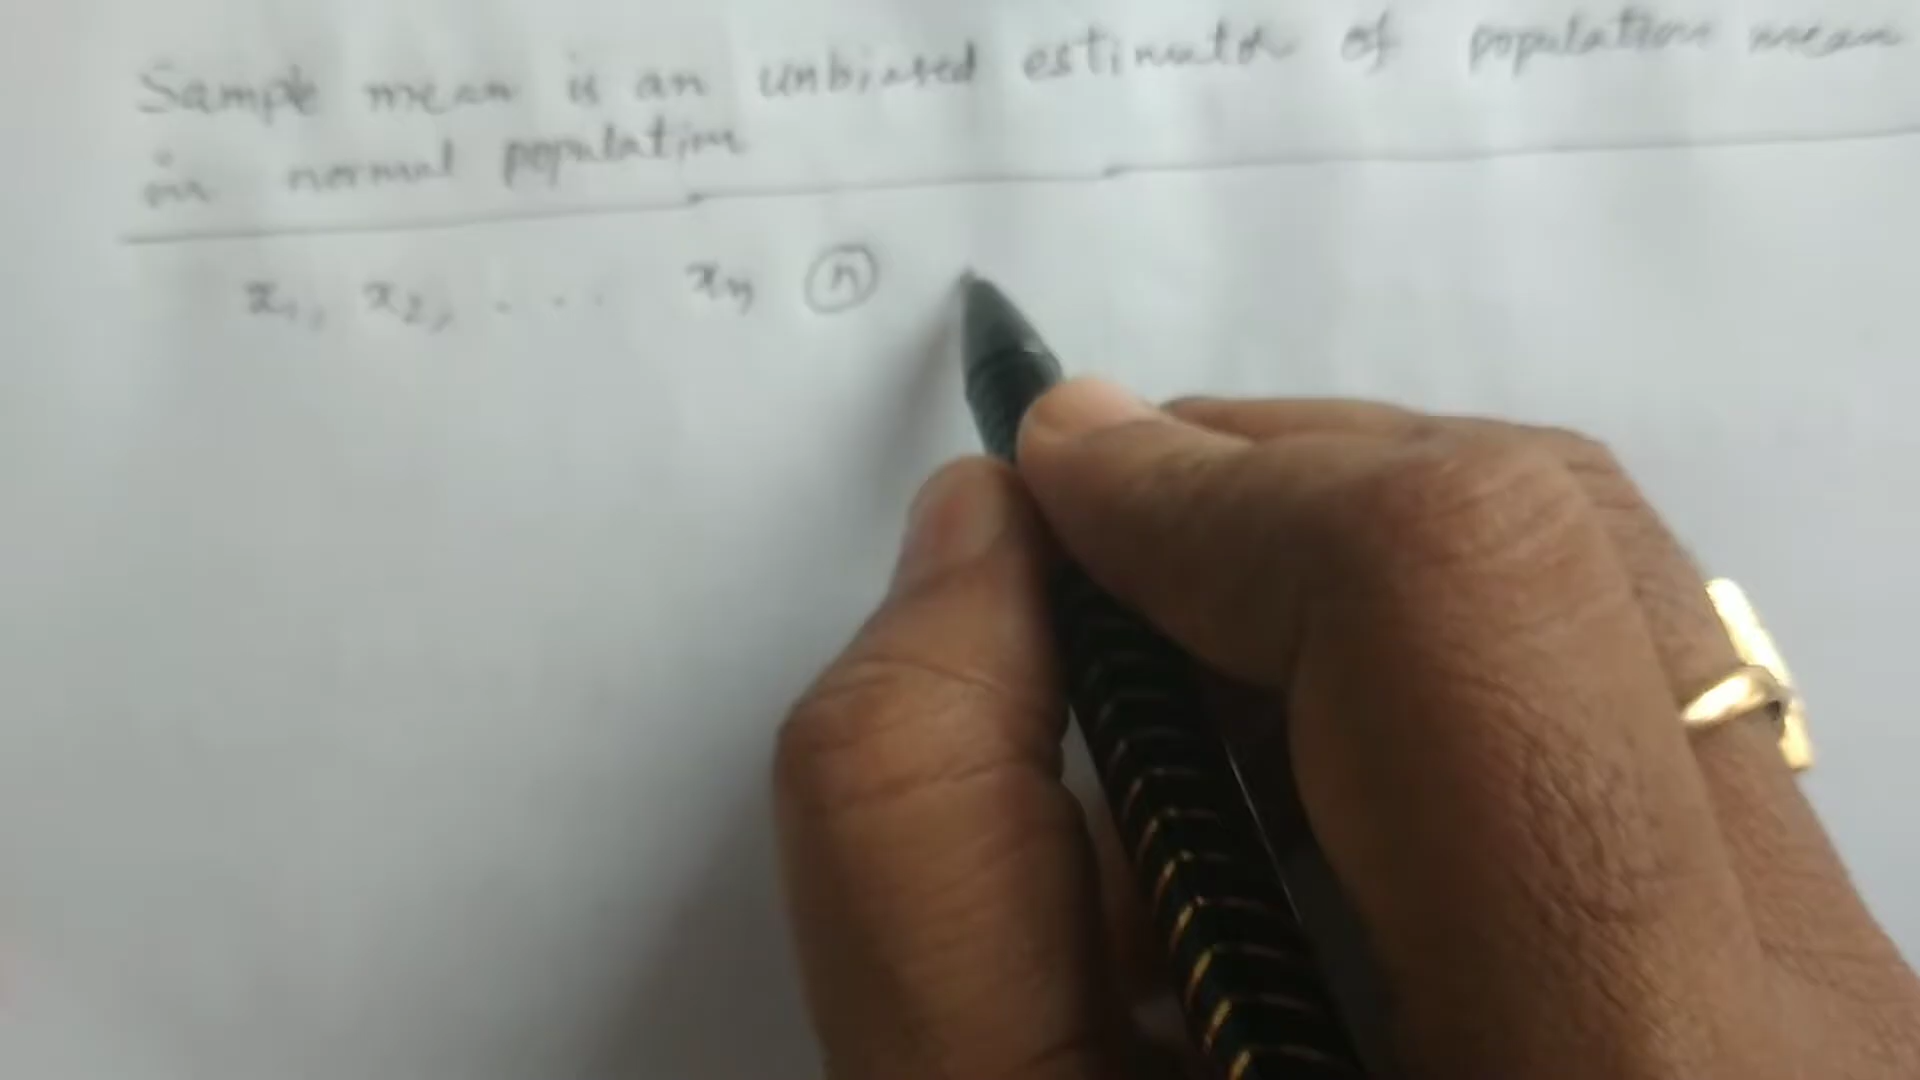 Sample mean is an unbiased estimator of population mean
in normal population
x₁, x₂, . . . xₙ ⓝ